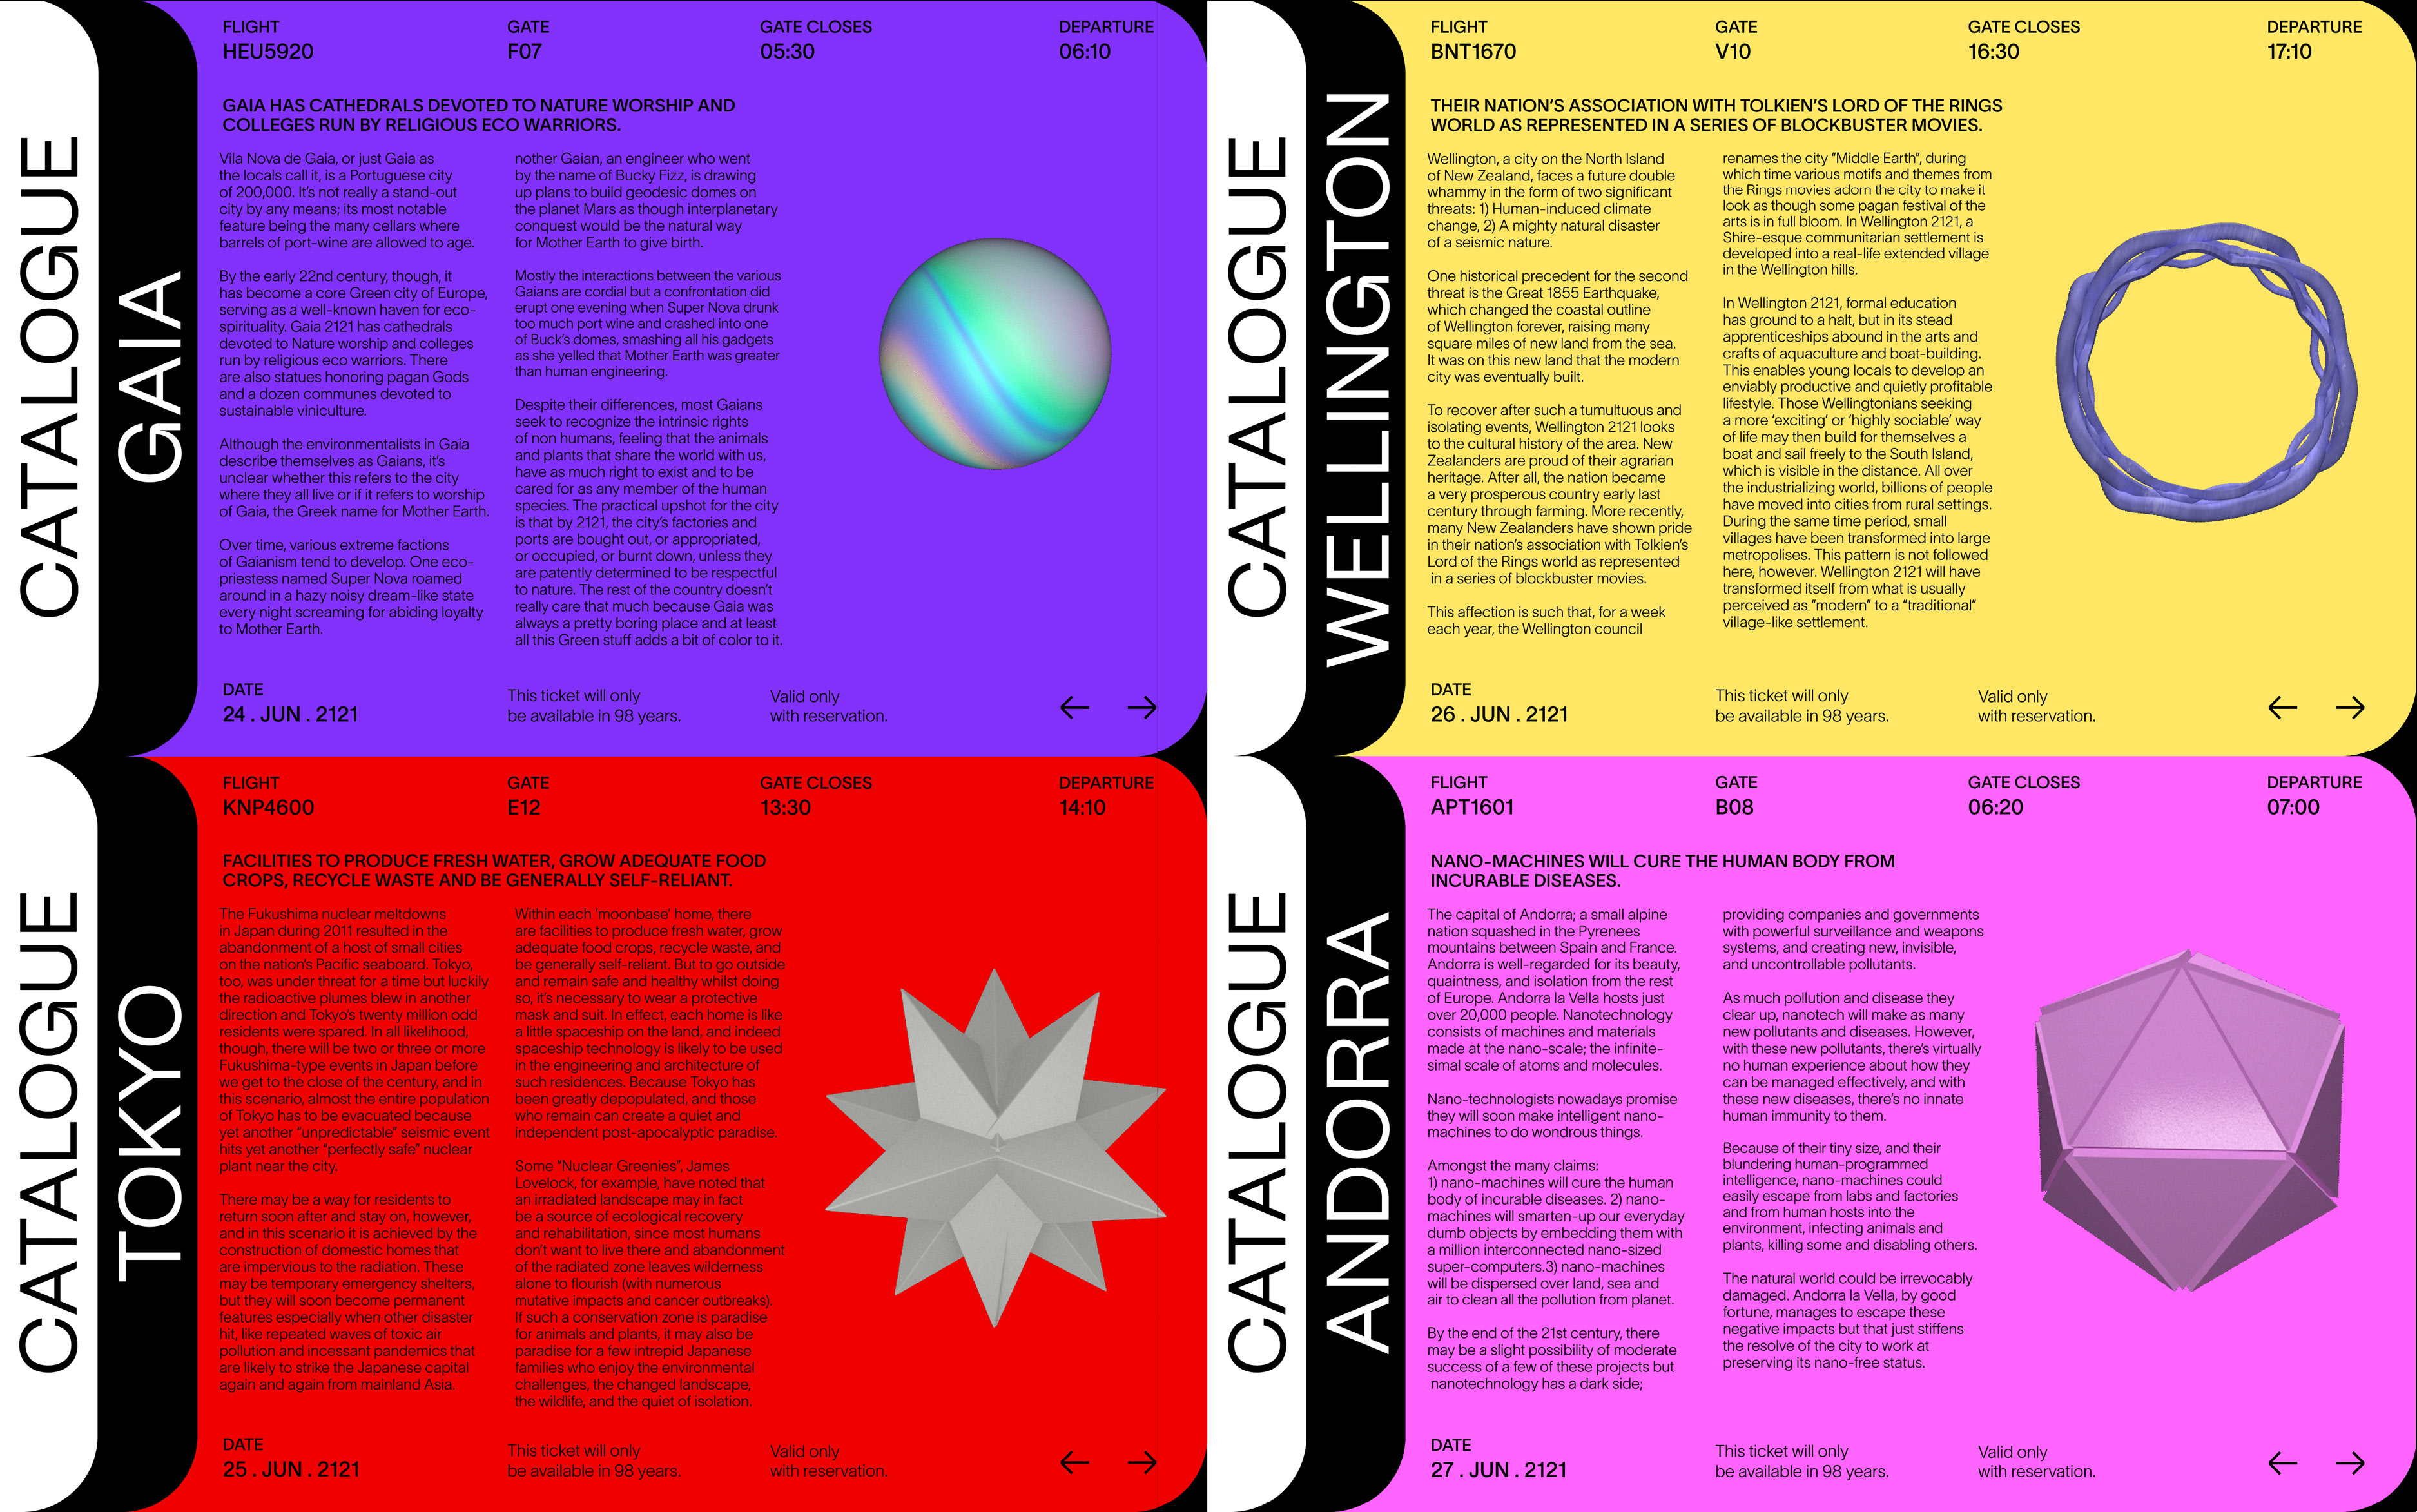 CATALOGUE
GAIA
FLIGHT
HEU5920
GATE
F07
GATE CLOSES
05:30
DEPARTURE
06:10
GAIA HAS CATHEDRALS DEVOTED TO NATURE WORSHIP AND
COLLEGES RUN BY RELIGIOUS ECO WARRIORS.
Vila Nova de Gaia, or just Gaia as
the locals call it, is a Portuguese city
of 200,000. It's not really a stand-out
city by any means; its most notable
feature being the many cellars where
barrels of port-wine are allowed to age.
By the early 22nd century, though, it
has become a core Green city of Europe,
serving as a well-known haven for eco-
spirituality. Gaia 2121 has cathedrals
devoted to Nature worship and colleges
run by religious eco warriors. There
are also statues honoring pagan Gods
and a dozen communes devoted to
sustainable viniculture.
Although the environmentalists in Gaia
describe themselves as Gaians, it's
unclear whether this refers to the city
where they all live or if it refers to worship
of Gaia, the Greek name for Mother Earth.
Over time, various extreme factions
of Gaianism tend to develop. One eco-
priestess named Super Nova roamed
around in a hazy noisy dream-like state
every night screaming for abiding loyalty
to Mother Earth.
nother Gaian, an engineer who went
by the name of Bucky Fizz, is drawing
up plans to build geodesic domes on
the planet Mars as though interplanetary
conquest would be the natural way
for Mother Earth to give birth.
Mostly the interactions between the various
Gaians are cordial but a confrontation did
erupt one evening when Super Nova drunk
too much port wine and crashed into one
of Buck's domes, smashing all his gadgets
as she yelled that Mother Earth was greater
than human engineering.
Despite their differences, most Gaians
seek to recognize the intrinsic rights
of non humans, feeling that the animals
and plants that share the world with us,
have as much right to exist and to be
cared for as any member of the human
species. The practical upshot for the city
is that by 2121, the city's factories and
ports are bought out, or appropriated,
or occupied, or burnt down, unless they
are patently determined to be respectful
to nature. The rest of the country doesn't
really care that much because Gaia was
always a pretty boring place and at least
all this Green stuff adds a bit of color to it.
DATE
24 . JUN . 2121
This ticket will only
be available in 98 years.
Valid only
with reservation.
← →
CATALOGUE
WELLINGTON
FLIGHT
BNT1670
GATE
V10
GATE CLOSES
16:30
DEPARTURE
17:10
THEIR NATION'S ASSOCIATION WITH TOLKIEN'S LORD OF THE RINGS
WORLD AS REPRESENTED IN A SERIES OF BLOCKBUSTER MOVIES.
Wellington, a city on the North Island
of New Zealand, faces a future double
whammy in the form of two significant
threats: 1) Human-induced climate
change, 2) A mighty natural disaster
of a seismic nature.
One historical precedent for the second
threat is the Great 1855 Earthquake,
which changed the coastal outline
of Wellington forever, raising many
square miles of new land from the sea.
It was on this new land that the modern
city was eventually built.
To recover after such a tumultuous and
isolating events, Wellington 2121 looks
to the cultural history of the area. New
Zealanders are proud of their agrarian
heritage. After all, the nation became
a very prosperous country early last
century through farming. More recently,
many New Zealanders have shown pride
in their nation's association with Tolkien's
Lord of the Rings world as represented
in a series of blockbuster movies.
This affection is such that, for a week
each year, the Wellington council
renames the city "Middle Earth", during
which time various motifs and themes from
the Rings movies adorn the city to make it
look as though some pagan festival of the
arts is in full bloom. In Wellington 2121, a
Shire-esque communitarian settlement is
developed into a real-life extended village
in the Wellington hills.
In Wellington 2121, formal education
has ground to a halt, but in its stead
apprenticeships abound in the arts and
crafts of aquaculture and boat-building.
This enables young locals to develop an
enviably productive and quietly profitable
lifestyle. Those Wellingtonians seeking
a more 'exciting' or 'highly sociable' way
of life may then build for themselves a
boat and sail freely to the South Island,
which is visible in the distance. All over
the industrializing world, billions of people
have moved into cities from rural settings.
During the same time period, small
villages have been transformed into large
metropolises. This pattern is not followed
here, however. Wellington 2121 will have
transformed itself from what is usually
perceived as "modern" to a "traditional"
village-like settlement.
DATE
26 . JUN . 2121
This ticket will only
be available in 98 years.
Valid only
with reservation.
← →
CATALOGUE
TOKYO
FLIGHT
KNP4600
GATE
E12
GATE CLOSES
13:30
DEPARTURE
14:10
FACILITIES TO PRODUCE FRESH WATER, GROW ADEQUATE FOOD
CROPS, RECYCLE WASTE AND BE GENERALLY SELF-RELIANT.
The Fukushima nuclear meltdowns
in Japan during 2011 resulted in the
abandonment of a host of small cities
on the nation's Pacific seaboard. Tokyo,
too, was under threat for a time but luckily
the radioactive plumes blew in another
direction and Tokyo's twenty million odd
residents were spared. In all likelihood,
though, there will be two or three or more
Fukushima-type events in Japan before
we get to the close of the century, and in
this scenario, almost the entire population
of Tokyo has to be evacuated because
yet another "unpredictable" seismic event
hits yet another "perfectly safe" nuclear
plant near the city.
There may be a way for residents to
return soon after and stay on, however,
and in this scenario it is achieved by the
construction of domestic homes that
are impervious to the radiation. These
may be temporary emergency shelters,
but they will soon become permanent
features especially when other disaster
hit, like repeated waves of toxic air
pollution and incessant pandemics that
are likely to strike the Japanese capital
again and again from mainland Asia.
Within each 'moonbase' home, there
are facilities to produce fresh water, grow
adequate food crops, recycle waste, and
be generally self-reliant. But to go outside
and remain safe and healthy whilst doing
so, it's necessary to wear a protective
mask and suit. In effect, each home is like
a little spaceship on the land, and indeed
spaceship technology is likely to be used
in the engineering and architecture of
such residences. Because Tokyo has
been greatly depopulated, and those
who remain can create a quiet and
independent post-apocalyptic paradise.
Some "Nuclear Greenies", James
Lovelock, for example, have noted that
an irradiated landscape may in fact
be a source of ecological recovery
and rehabilitation, since most humans
don't want to live there and abandonment
of the radiated zone leaves wilderness
alone to flourish (with numerous
mutative impacts and cancer outbreaks).
If such a conservation zone is paradise
for animals and plants, it may also be
paradise for a few intrepid Japanese
families who enjoy the environmental
challenges, the changed landscape,
the wildlife, and the quiet of isolation.
DATE
25 . JUN . 2121
This ticket will only
be available in 98 years.
Valid only
with reservation.
← →
CATALOGUE
ANDORRA
FLIGHT
APT1601
GATE
B08
GATE CLOSES
06:20
DEPARTURE
07:00
NANO-MACHINES WILL CURE THE HUMAN BODY FROM
INCURABLE DISEASES.
The capital of Andorra; a small alpine
nation squashed in the Pyrenees
mountains between Spain and France.
Andorra is well-regarded for its beauty,
quaintness, and isolation from the rest
of Europe. Andorra la Vella hosts just
over 20,000 people. Nanotechnology
consists of machines and materials
made at the nano-scale; the infinite-
simal scale of atoms and molecules.
Nano-technologists nowadays promise
they will soon make intelligent nano-
machines to do wondrous things.
Amongst the many claims:
1) nano-machines will cure the human
body of incurable diseases. 2) nano-
machines will smarten-up our everyday
dumb objects by embedding them with
a million interconnected nano-sized
super-computers.3) nano-machines
will be dispersed over land, sea and
air to clean all the pollution from planet.
By the end of the 21st century, there
may be a slight possibility of moderate
success of a few of these projects but
nanotechnology has a dark side;
providing companies and governments
with powerful surveillance and weapons
systems, and creating new, invisible,
and uncontrollable pollutants.
As much pollution and disease they
clear up, nanotech will make as many
new pollutants and diseases. However,
with these new pollutants, there's virtually
no human experience about how they
can be managed effectively, and with
these new diseases, there's no innate
human immunity to them.
Because of their tiny size, and their
blundering human-programmed
intelligence, nano-machines could
easily escape from labs and factories
and from human hosts into the
environment, infecting animals and
plants, killing some and disabling others.
The natural world could be irrevocably
damaged. Andorra la Vella, by good
fortune, manages to escape these
negative impacts but that just stiffens
the resolve of the city to work at
preserving its nano-free status.
DATE
27 . JUN . 2121
This ticket will only
be available in 98 years.
Valid only
with reservation.
← →